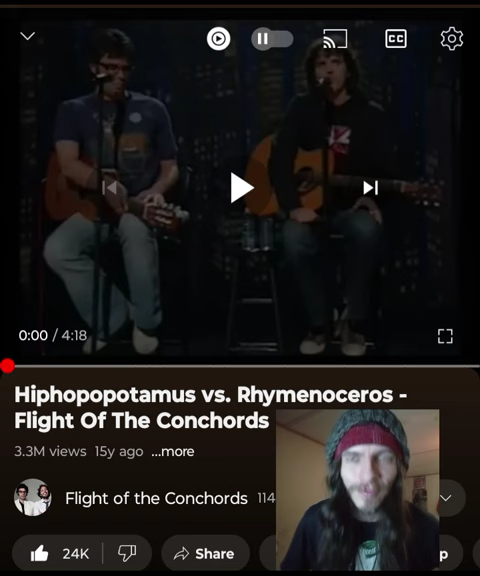 CC
0:00 / 4:18
Hiphopopotamus vs. Rhymenoceros -
Flight Of The Conchords
3.3M views 15y ago ...more
Flight of the Conchords 114
24K Share p